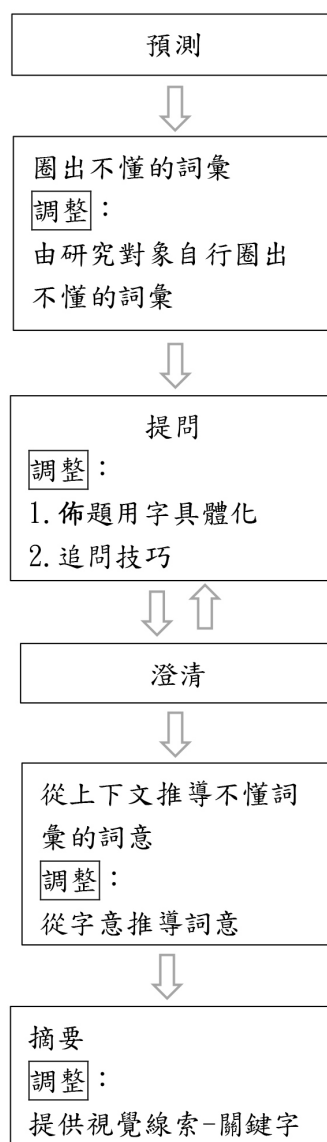 預測
圈出不懂的詞彙
調整：
由研究對象自行圈出
不懂的詞彙
提問
調整：
1.佈題用字具體化
2.追問技巧
澄清
從上下文推導不懂詞
彙的詞意
調整：
從字意推導詞意
摘要
調整：
提供視覺線索-關鍵字